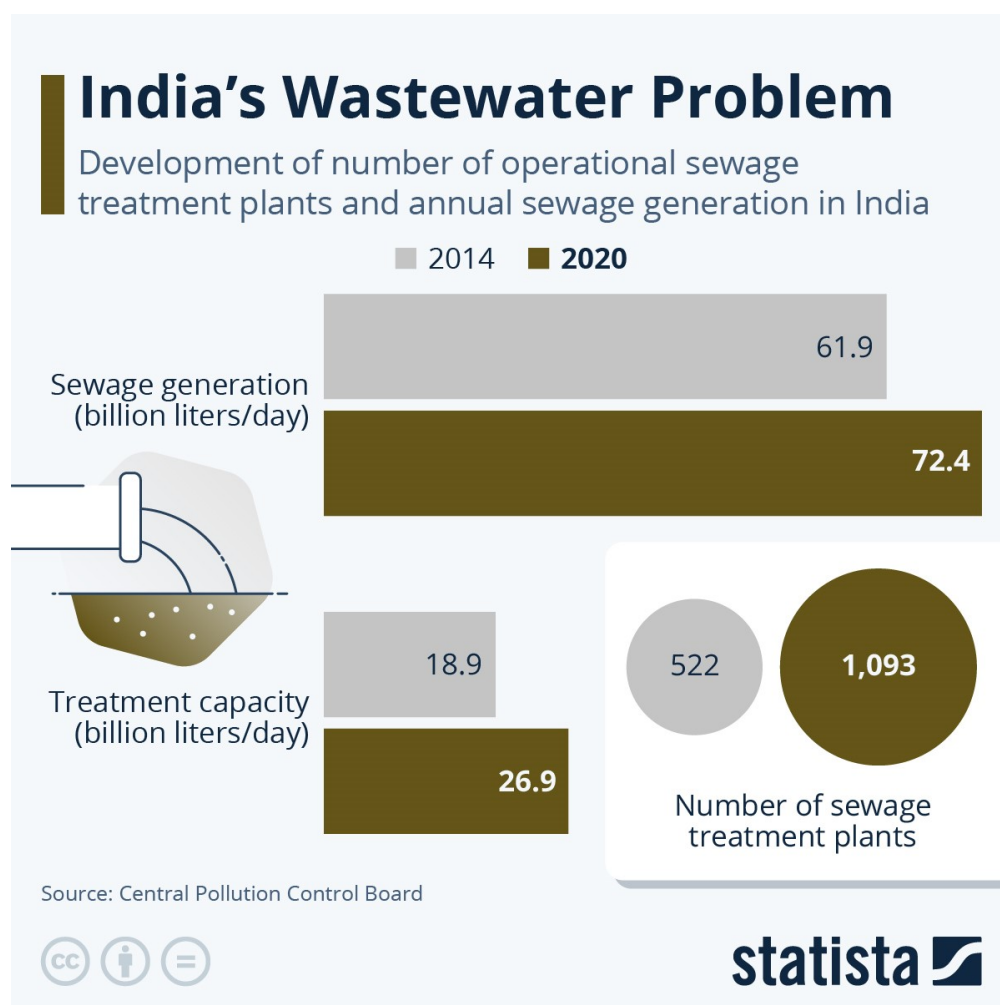 India's Wastewater Problem
Development of number of operational sewage
treatment plants and annual sewage generation in India
2014 2020
61.9
Sewage generation
(billion liters/day)
72.4
18.9
Treatment capacity
(billion liters/day)
26.9
522
1,093
Number of sewage
treatment plants
Source: Central Pollution Control Board
cc
statista